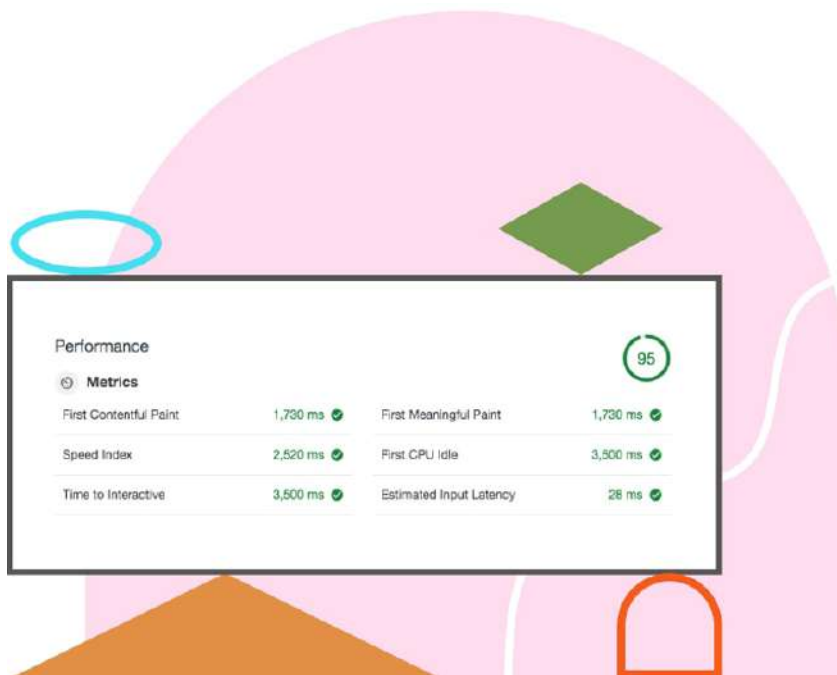 Performance
95
Metrics
First Contentful Paint 1,730 ms
First Meaningful Paint 1,730 ms
Speed Index 2,520 ms
First CPU Idle 3,500 ms
Time to Interactive 3,500 ms
Estimated Input Latency 28 ms